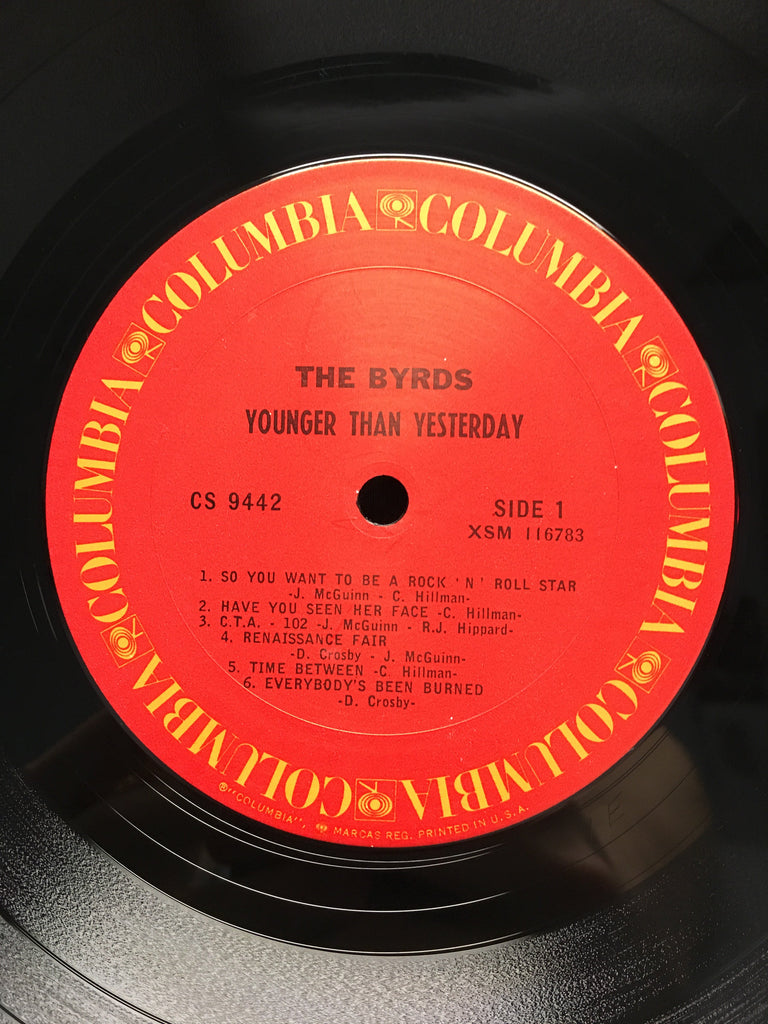 COLUMBIA COLUMBIA COLUMBIA COLUMBIA COLUMBIA COLUMBIA COLUMBIA COLUMBIA
THE BYRDS
YOUNGER THAN YESTERDAY
CS 9442
SIDE 1
XSM 116783
1. SO YOU WANT TO BE A ROCK 'N' ROLL STAR
-J. McGuinn - C. Hillman-
2. HAVE YOU SEEN HER FACE -C. Hillman-
3. C.T.A. - 102 -J. McGuinn - R.J. Hippard-
4. RENAISSANCE FAIR
-D. Crosby - J. McGuinn-
5. TIME BETWEEN -C. Hillman-
6. EVERYBODY'S BEEN BURNED
-D. Crosby-
®"COLUMBIA", MARCAS REG. PRINTED IN U.S.A.